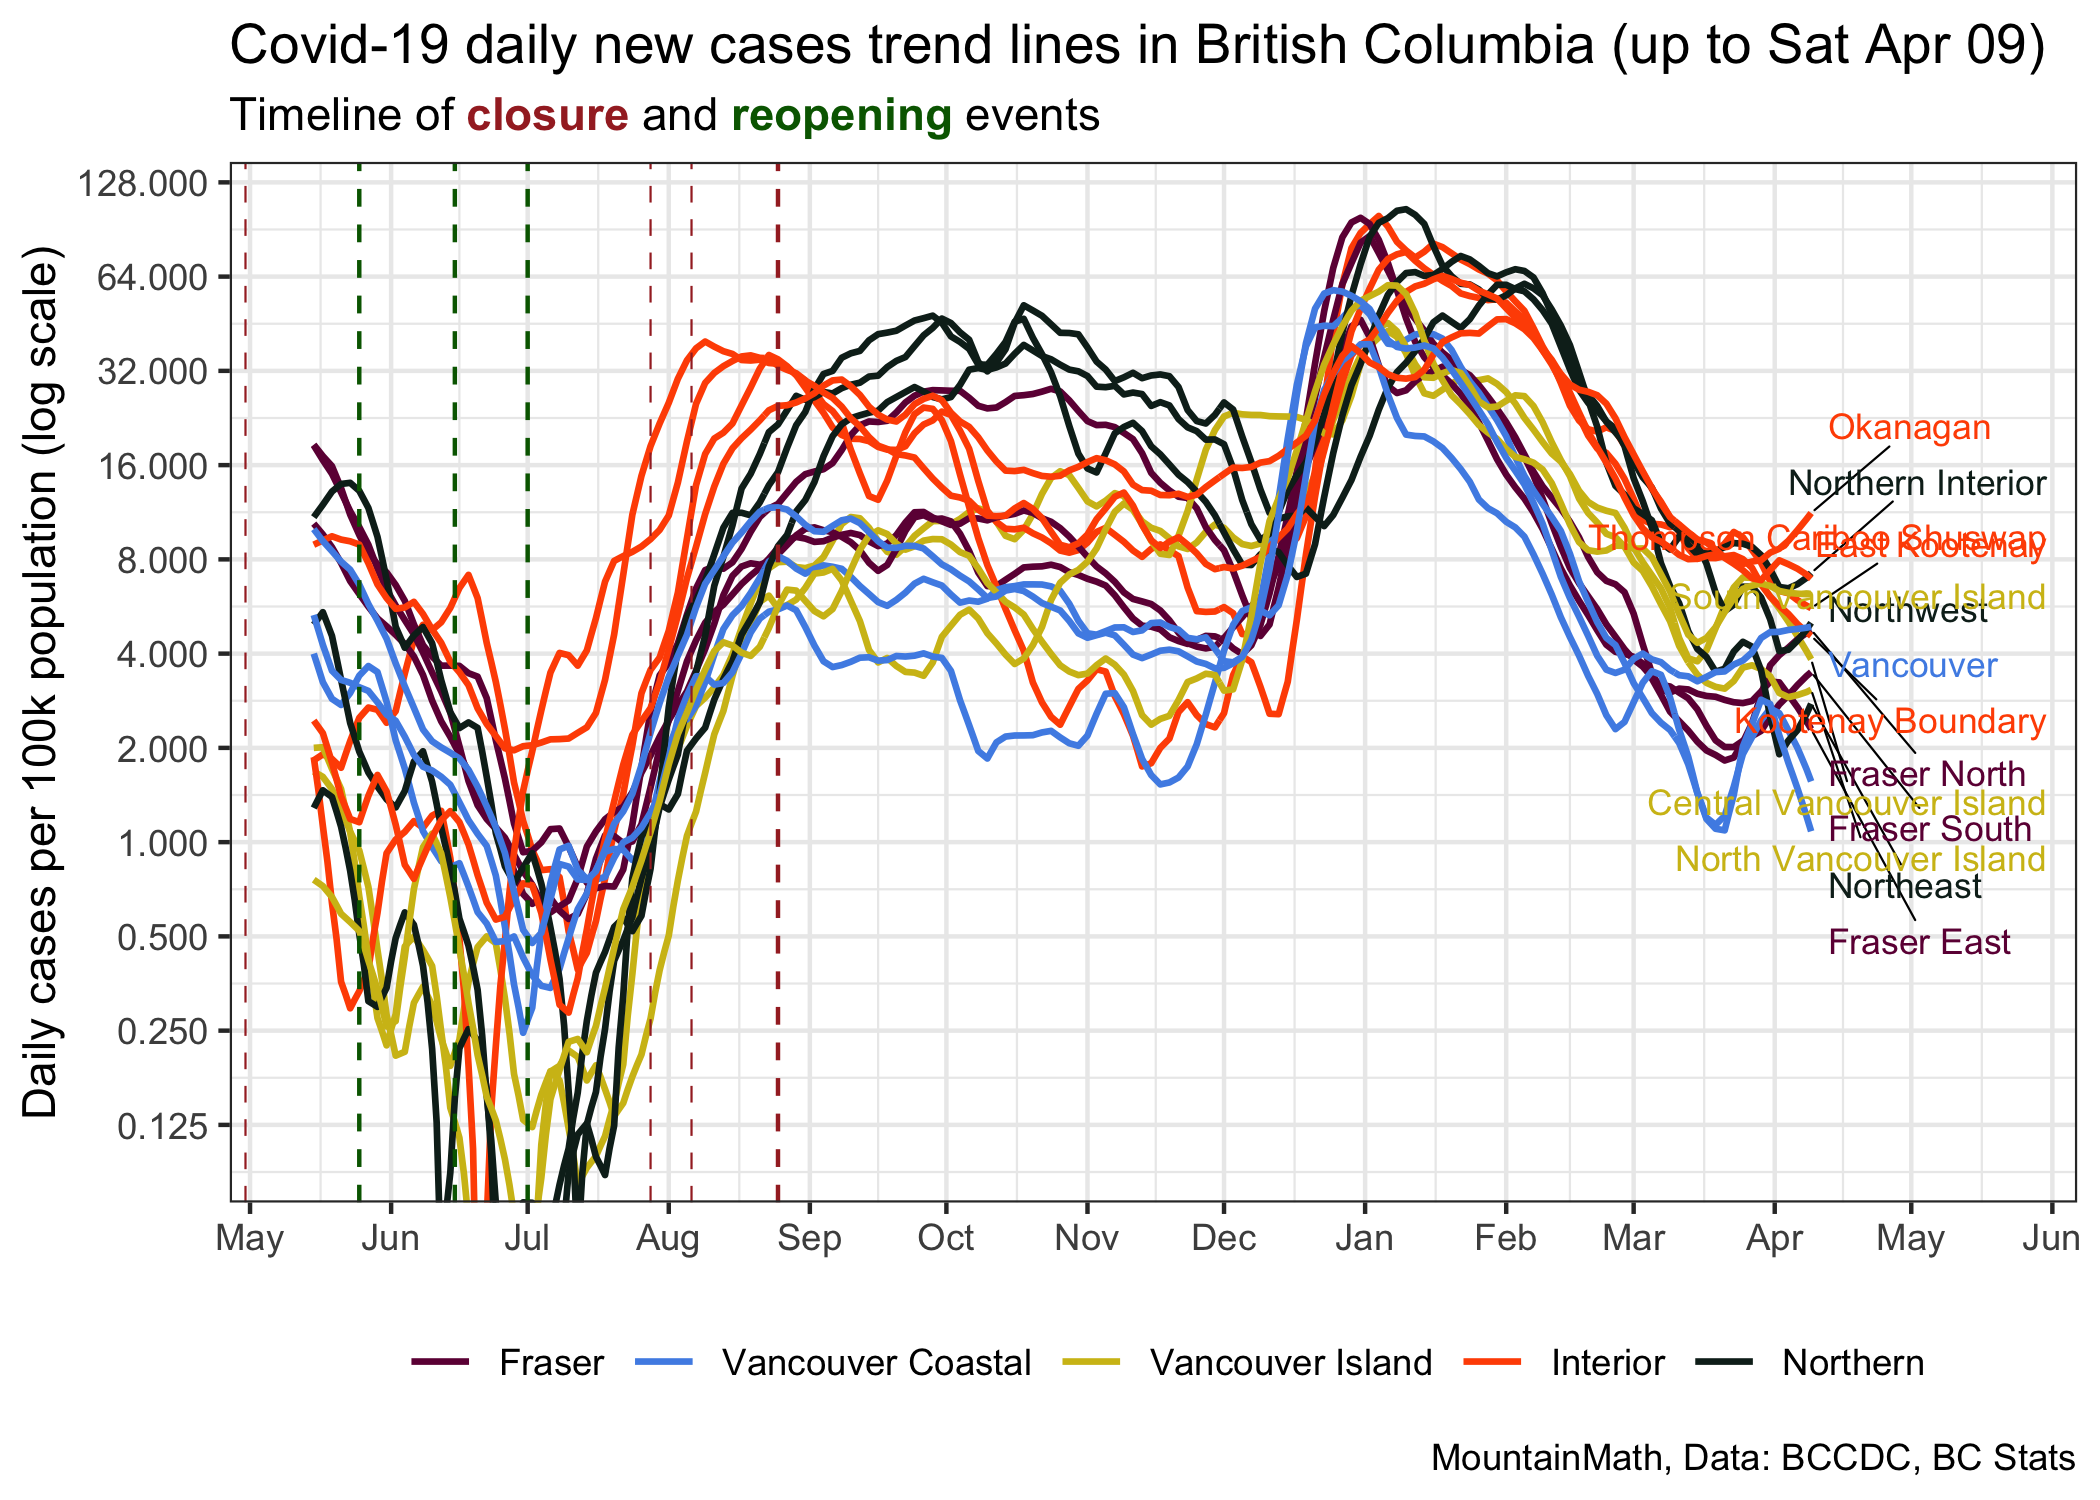 Covid-19 daily new cases trend lines in British Columbia (up to Sat Apr 09)
Timeline of closure and reopening events
Daily cases per 100k population (log scale)
128.000
64.000
32.000
16.000
8.000
4.000
2.000
1.000
0.500
0.250
0.125
Okanagan
Northern Interior
Thompson Cariboo Shuswap
East Kootenay
South Vancouver Island
Northwest
Vancouver
Kootenay Boundary
Fraser North
Central Vancouver Island
Fraser South
North Vancouver Island
Northeast
Fraser East
May Jun Jul Aug Sep Oct Nov Dec Jan Feb Mar Apr May Jun
Fraser Vancouver Coastal Vancouver Island Interior Northern
MountainMath, Data: BCCDC, BC Stats